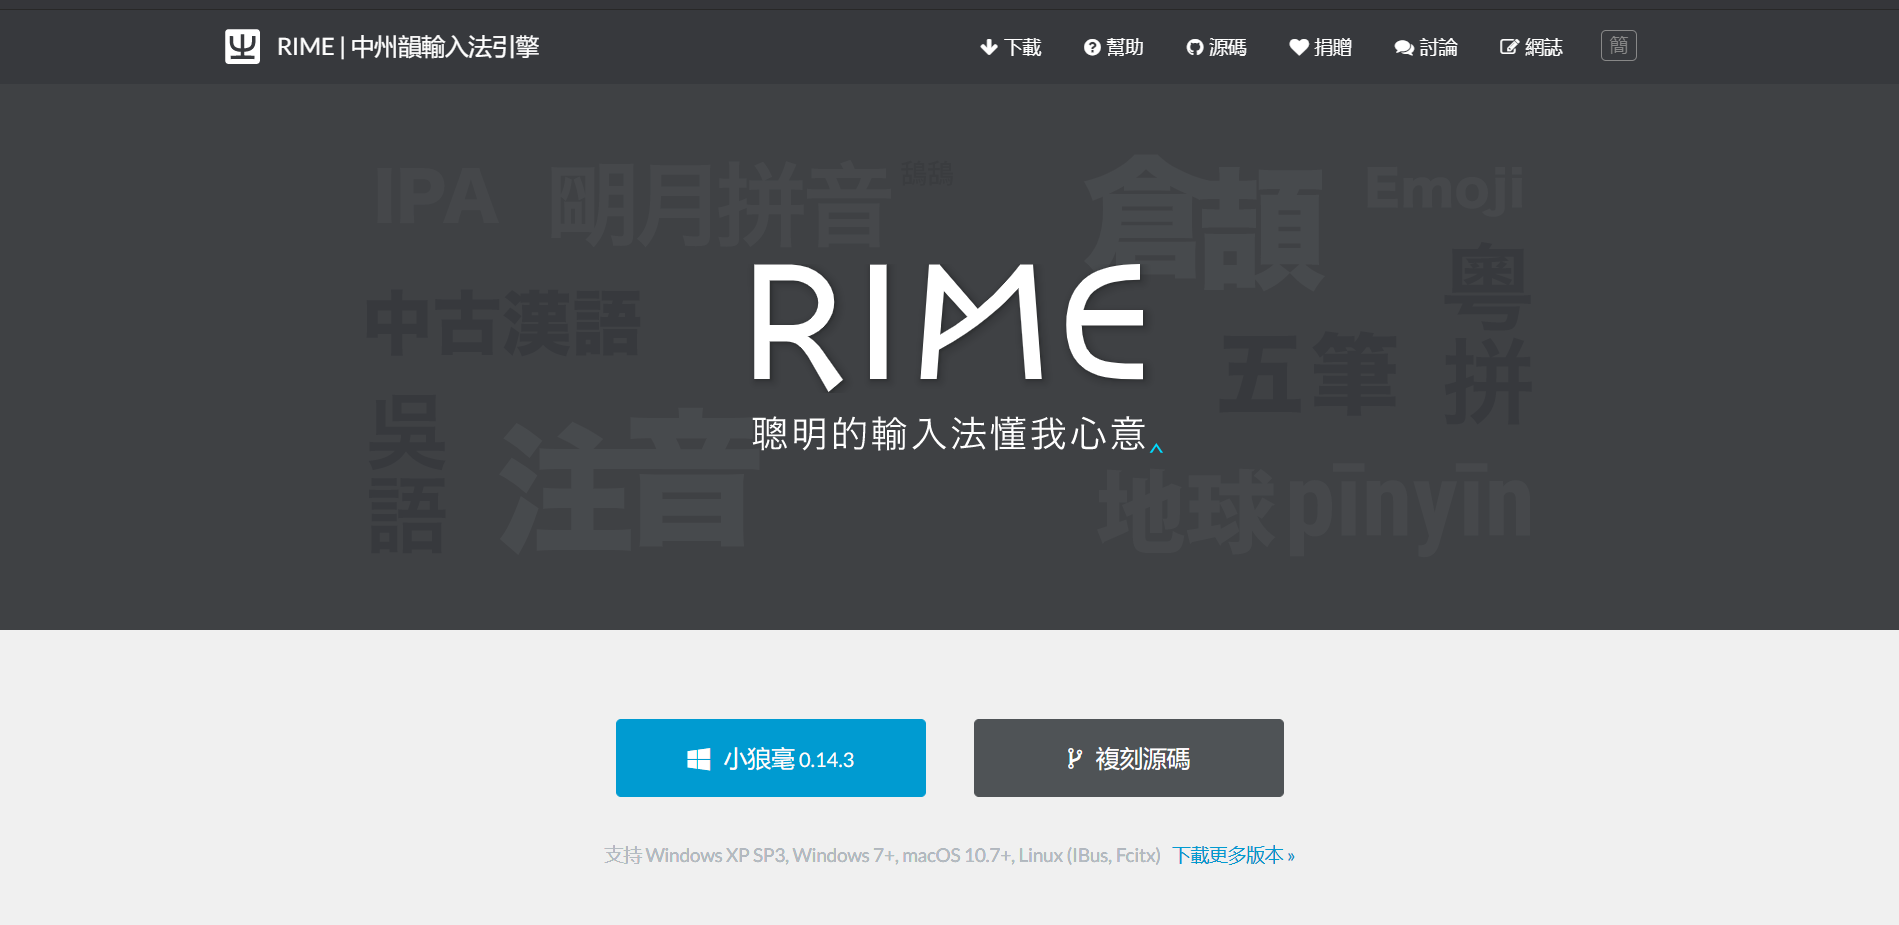 RIME | 中州韻輸入法引擎
下載
幫助
源碼
捐贈
討論
網誌
簡
IPA
朙月拼音
鵠鵠
倉頡
Emoji
中古漢語
粵拼
五筆
吳語
注音
地球pīnyīn
RIME
聰明的輸入法懂我心意^
小狼毫 0.14.3
複刻源碼
支持 Windows XP SP3, Windows 7+, macOS 10.7+, Linux (IBus, Fcitx) 下載更多版本 »